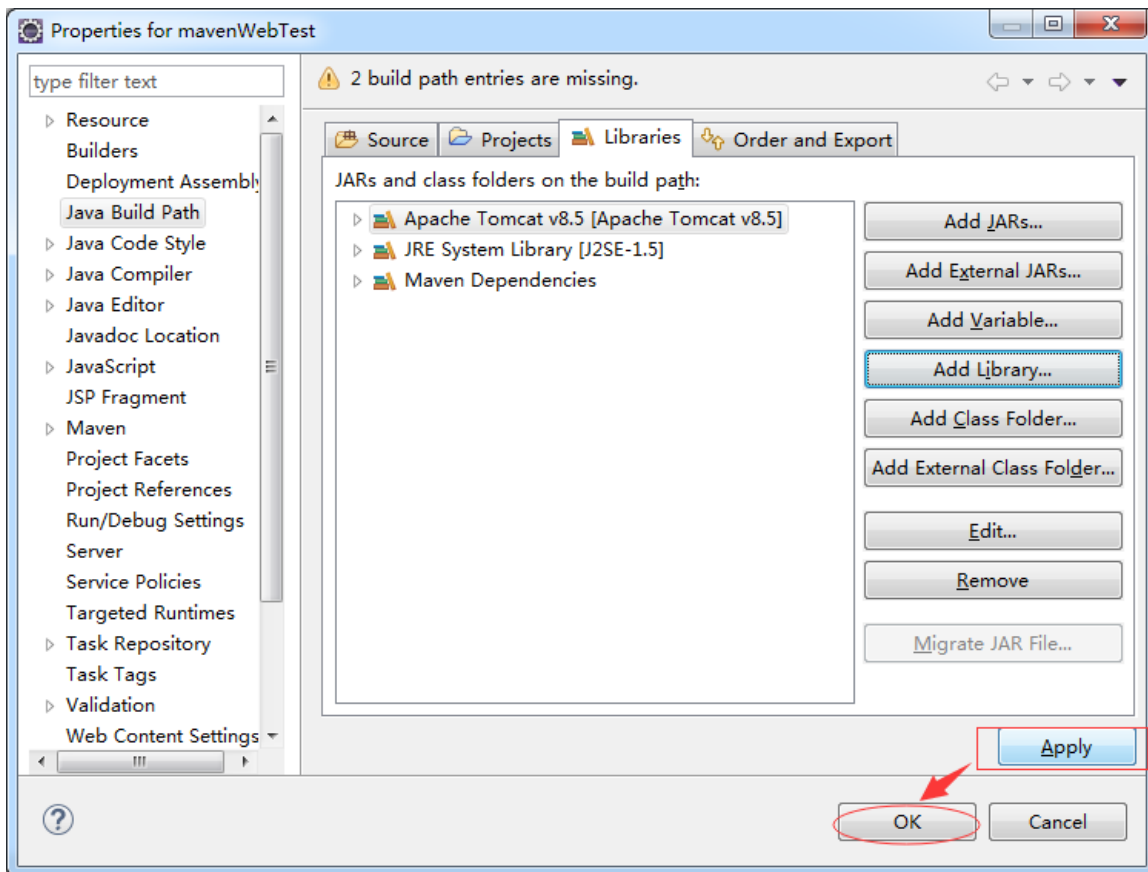 Properties for mavenWebTest
type filter text
2 build path entries are missing.
Resource
Builders
Deployment Assembly
Java Build Path
Java Code Style
Java Compiler
Java Editor
Javadoc Location
JavaScript
JSP Fragment
Maven
Project Facets
Project References
Run/Debug Settings
Server
Service Policies
Targeted Runtimes
Task Repository
Task Tags
Validation
Web Content Settings
Source
Projects
Libraries
Order and Export
JARs and class folders on the build path:
Apache Tomcat v8.5 [Apache Tomcat v8.5]
JRE System Library [J2SE-1.5]
Maven Dependencies
Add JARs...
Add External JARs...
Add Variable...
Add Library...
Add Class Folder...
Add External Class Folder...
Edit...
Remove
Migrate JAR File...
Apply
OK
Cancel